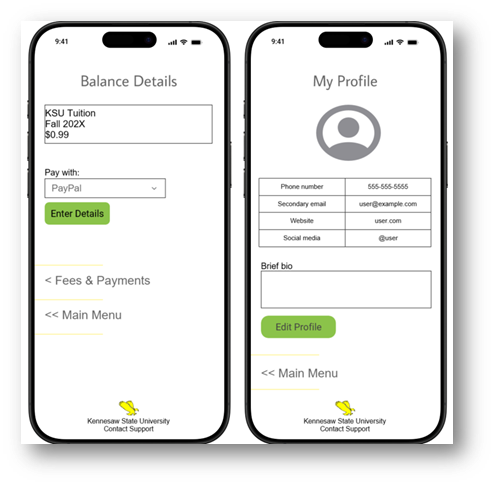 9:41
Balance Details
KSU Tuition
Fall 202X
$0.99
Pay with:
PayPal
Enter Details
< Fees & Payments
<< Main Menu
Kennesaw State University
Contact Support
9:41
My Profile
Phone number 555-555-5555
Secondary email user@example.com
Website user.com
Social media @user
Brief bio
Edit Profile
<< Main Menu
Kennesaw State University
Contact Support